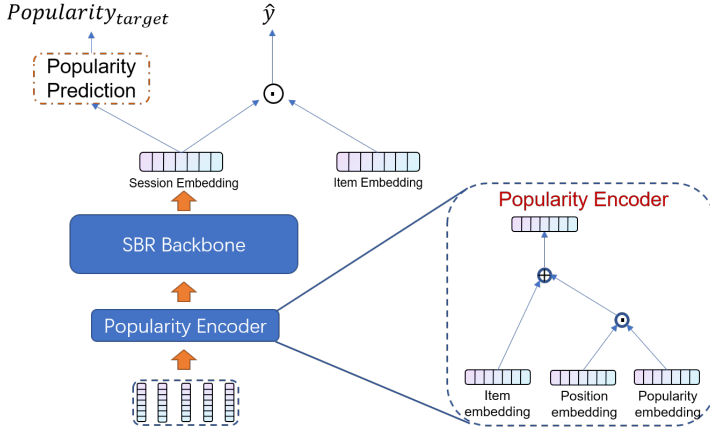 Popularity_target
ŷ
Popularity
Prediction
Session Embedding
Item Embedding
SBR Backbone
Popularity Encoder
Popularity Encoder
Item
embedding
Position
embedding
Popularity
embedding